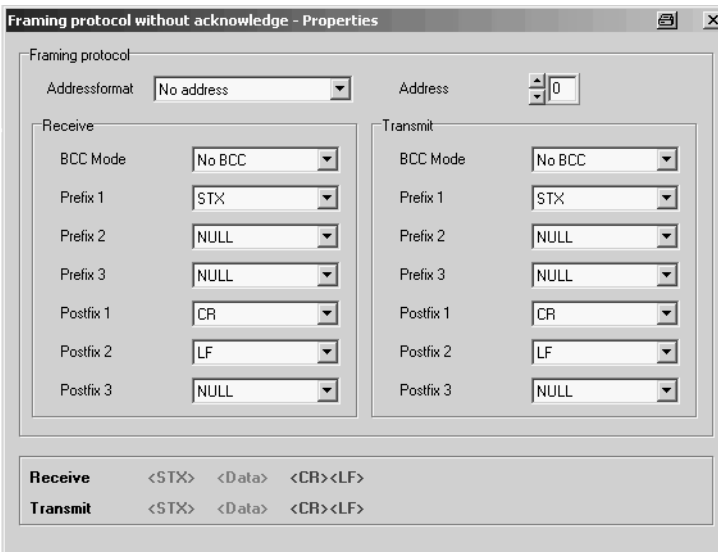 Framing protocol without acknowledge - Properties
Framing protocol
Addressformat No address Address 0
Receive Transmit
BCC Mode No BCC BCC Mode No BCC
Prefix 1 STX Prefix 1 STX
Prefix 2 NULL Prefix 2 NULL
Prefix 3 NULL Prefix 3 NULL
Postfix 1 CR Postfix 1 CR
Postfix 2 LF Postfix 2 LF
Postfix 3 NULL Postfix 3 NULL
Receive <STX> <Data> <CR><LF>
Transmit <STX> <Data> <CR><LF>